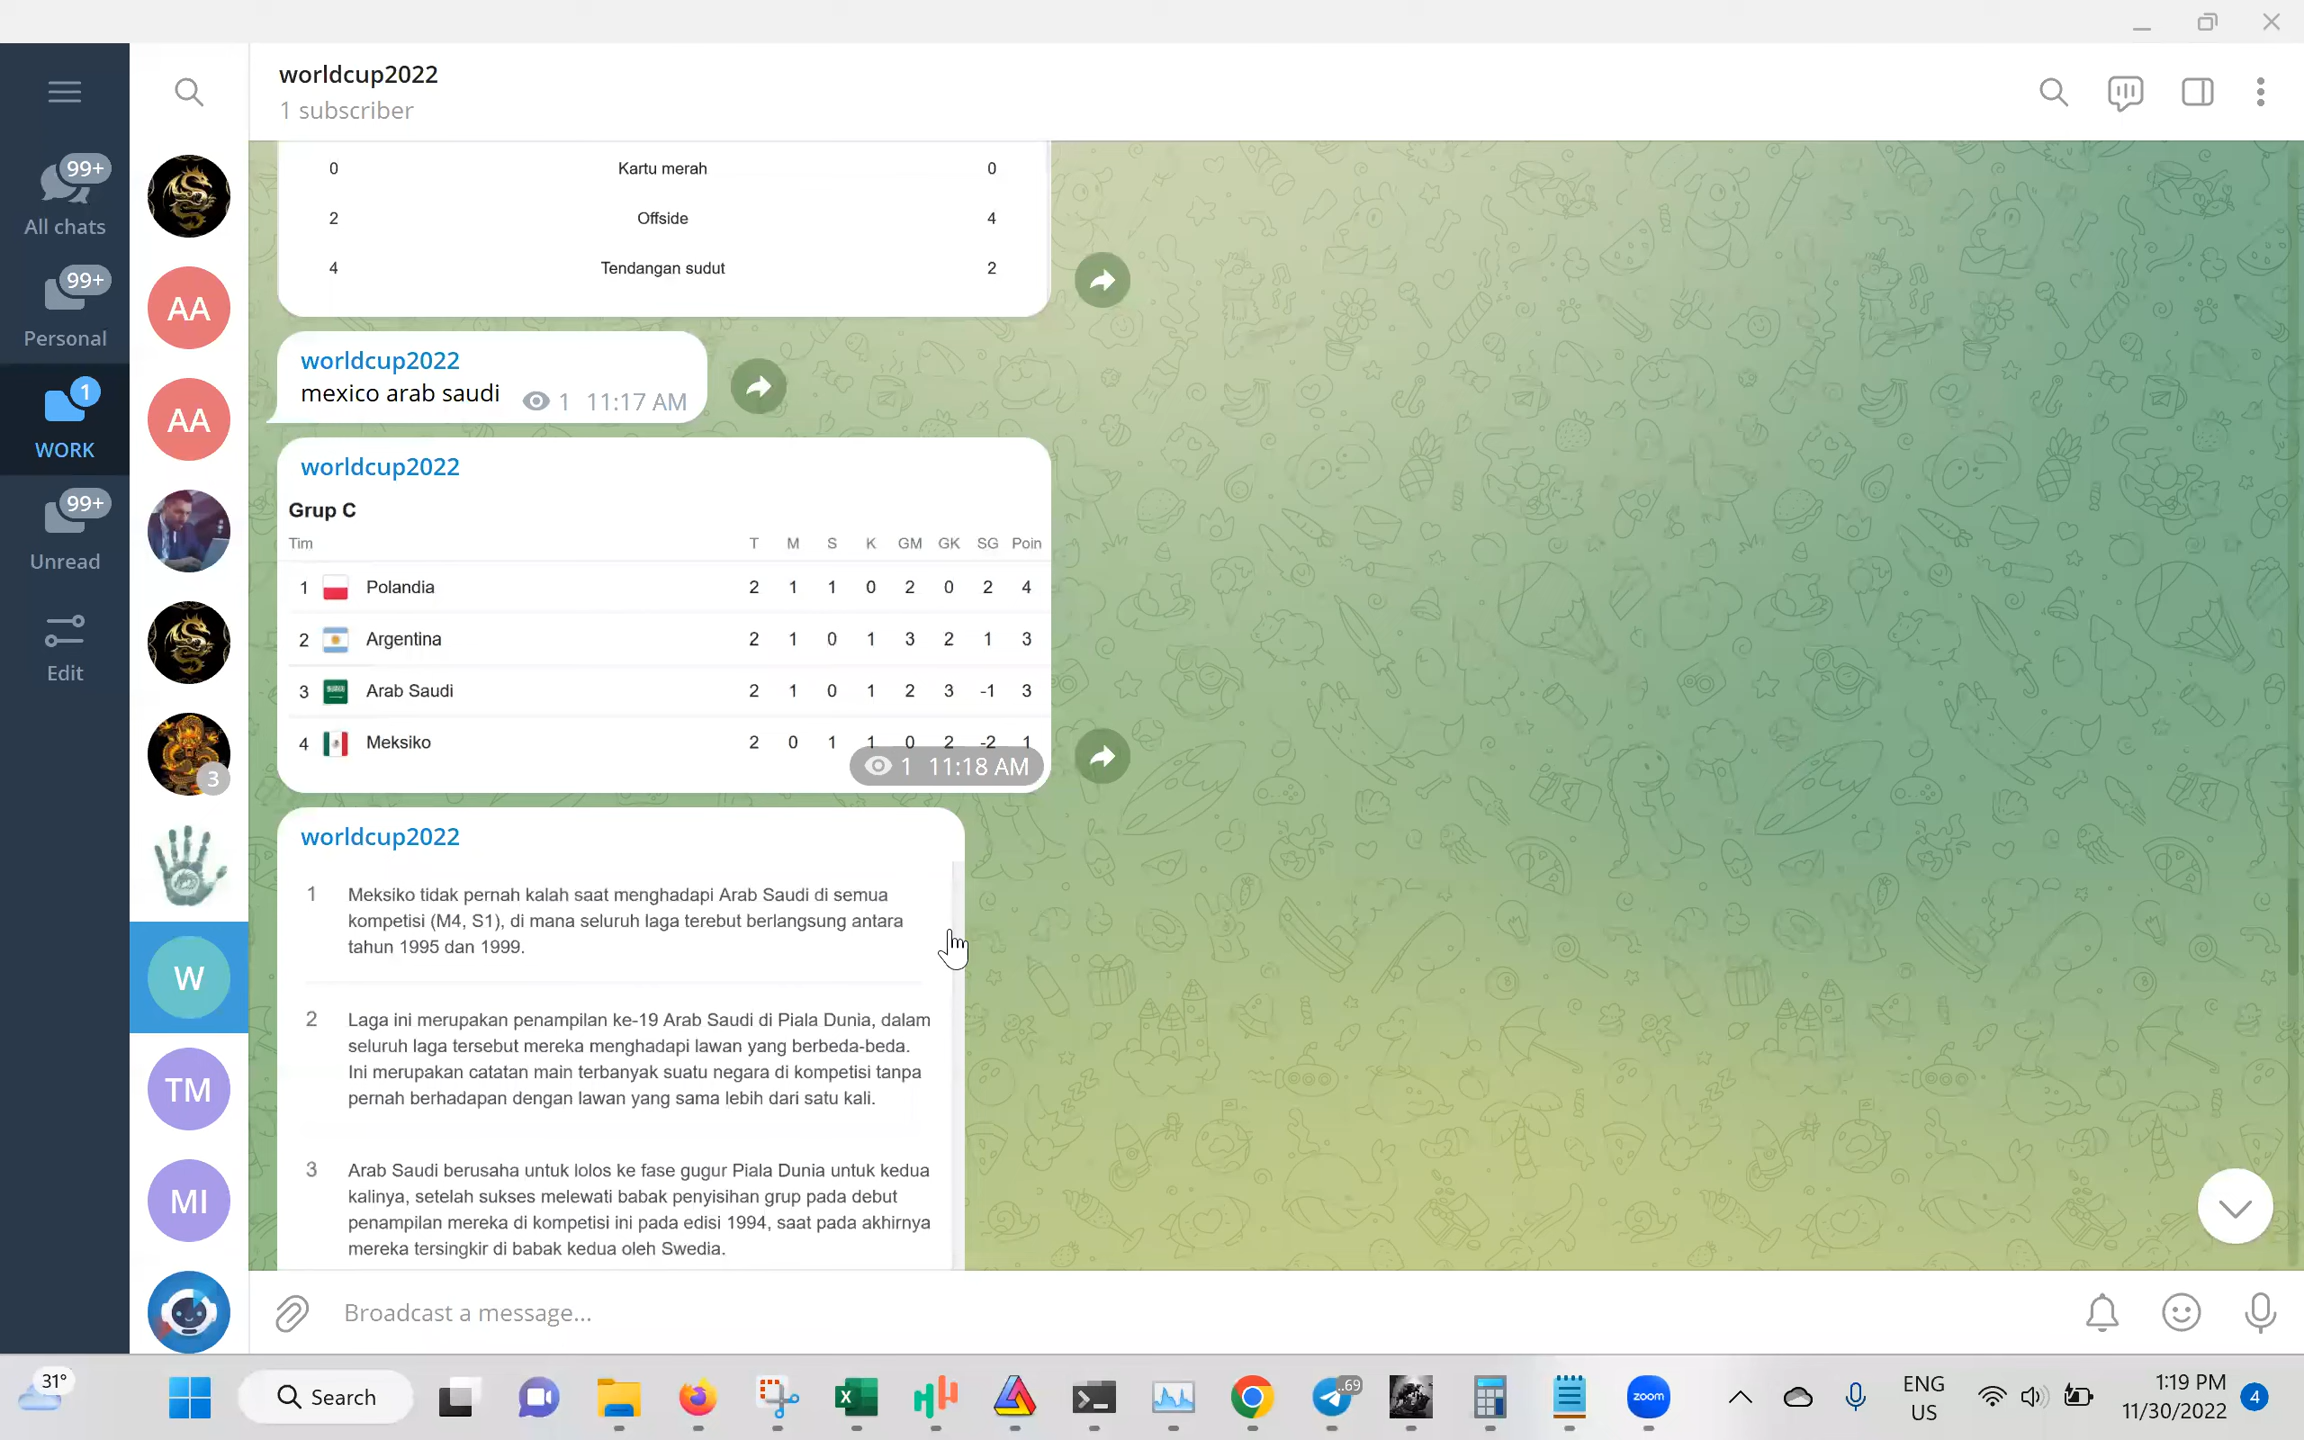 worldcup2022
1 subscriber
99+
All chats
99+
Personal
1
WORK
99+
Unread
Edit
AA
AA
3
W
TM
MI
0 Kartu merah 0
2 Offside 4
4 Tendangan sudut 2
worldcup2022
mexico arab saudi 1 11:17 AM
worldcup2022
Grup C
Tim T M S K GM GK SG Poin
1 Polandia 2 1 1 0 2 0 2 4
2 Argentina 2 1 0 1 3 2 1 3
3 Arab Saudi 2 1 0 1 2 3 -1 3
4 Meksiko 2 0 1 1 0 2 -2 1
1 11:18 AM
worldcup2022
1 Meksiko tidak pernah kalah saat menghadapi Arab Saudi di semua
kompetisi (M4, S1), di mana seluruh laga terebut berlangsung antara
tahun 1995 dan 1999.
2 Laga ini merupakan penampilan ke-19 Arab Saudi di Piala Dunia, dalam
seluruh laga tersebut mereka menghadapi lawan yang berbeda-beda.
Ini merupakan catatan main terbanyak suatu negara di kompetisi tanpa
pernah berhadapan dengan lawan yang sama lebih dari satu kali.
3 Arab Saudi berusaha untuk lolos ke fase gugur Piala Dunia untuk kedua
kalinya, setelah sukses melewati babak penyisihan grup pada debut
penampilan mereka di kompetisi ini pada edisi 1994, saat pada akhirnya
mereka tersingkir di babak kedua oleh Swedia.
Broadcast a message...
31°
Search
..69
zoom
ENG
US
1:19 PM
11/30/2022
4